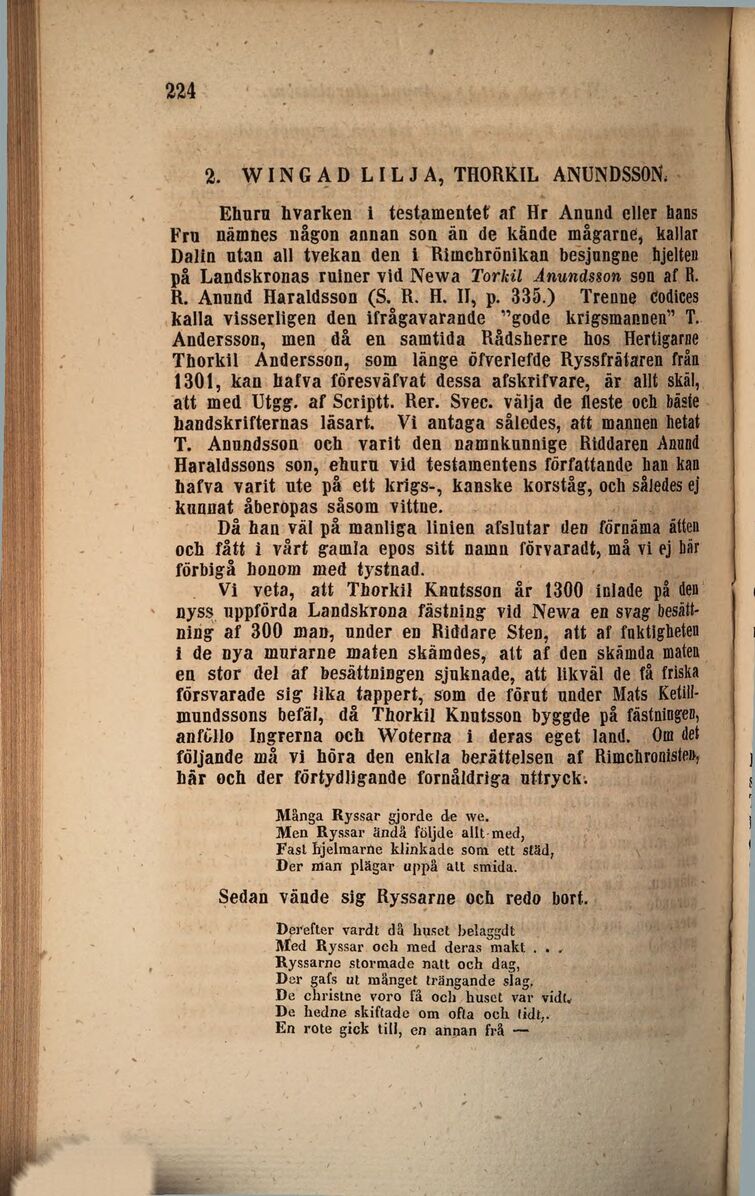 224
2. WINGAD LILJA, THORKIL ANUNDSSON.
Ehuru hvarken i testamentet af Hr Anund eller hans
Fru nämnes någon annan son än de kände mågarne, kallar
Dalin utan all tvekan den i Rimchrönikan besjungne hjelten
på Landskronas ruiner vid Newa Torkil Anundsson son af R.
R. Anund Haraldsson (S. R. H. II, p. 335.) Trenne Codices
kalla visserligen den ifrågavarande "gode krigsmannen" T.
Andersson, men då en samtida Rådsherre hos Hertigarne
Thorkil Andersson, som länge öfverlefde Ryssfrätaren från
1301, kan hafva föresväfvat dessa afskrifvare, är allt skäl,
att med Utgg. af Scriptt. Rer. Svec. välja de fleste och bäste
handskrifternas läsart. Vi antaga således, att mannen hetat
T. Anundsson och varit den namnkunnige Riddaren Anund
Haraldssons son, ehuru vid testamentens författande han kan
hafva varit ute på ett krigs-, kanske korståg, och således ej
kunnat åberopas såsom vittne.
Då han väl på manliga linien afslutar den förnäma ätten
och fått i vårt gamla epos sitt namn förvaradt, må vi ej här
förbigå honom med tystnad.
Vi veta, att Thorkil Knutsson år 1300 inlade på den
nyss uppförda Landskrona fästning vid Newa en svag besätt-
ning af 300 man, under en Riddare Sten, att af fuktigheten
i de nya murarne maten skämdes, att af den skämda maten
en stor del af besättningen sjuknade, att likväl de få friska
försvarade sig lika tappert, som de förut under Mats Ketill-
mundssons befäl, då Thorkil Knutsson byggde på fästningen,
anföllo Ingrerna och Woterna i deras eget land. Om det
följande må vi höra den enkla berättelsen af Rimchronisten,
här och der förtydligande fornåldriga uttryck.
Många Ryssar gjorde de we.
Men Ryssar ändå följde allt med,
Fast hjelmarne klinkade som ett städ,
Der man plägar uppå att smida.
Sedan vände sig Ryssarne och redo bort.
Derefter vardt då huset belaggdt
Med Ryssar och med deras makt . . .
Ryssarne stormade natt och dag,
Der gafs ut månget trängande slag.
De christne voro få och huset var vidt,
De hedne skiftade om ofta och tidt,.
En rote gick till, en annan frå —